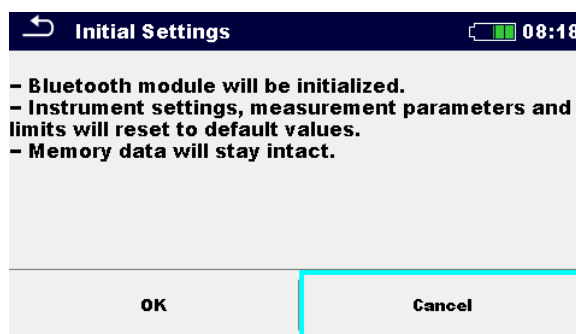 Initial Settings
08:18
– Bluetooth module will be initialized.
– Instrument settings, measurement parameters and
limits will reset to default values.
– Memory data will stay intact.
OK
Cancel